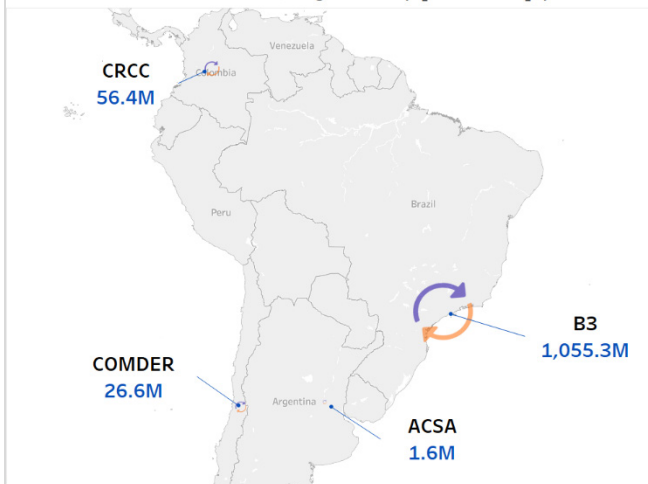 Venezuela
CRCC
56.4M
Colombia
Brazil
Peru
B3
1,055.3M
COMDER
26.6M
Argentina
ACSA
1.6M